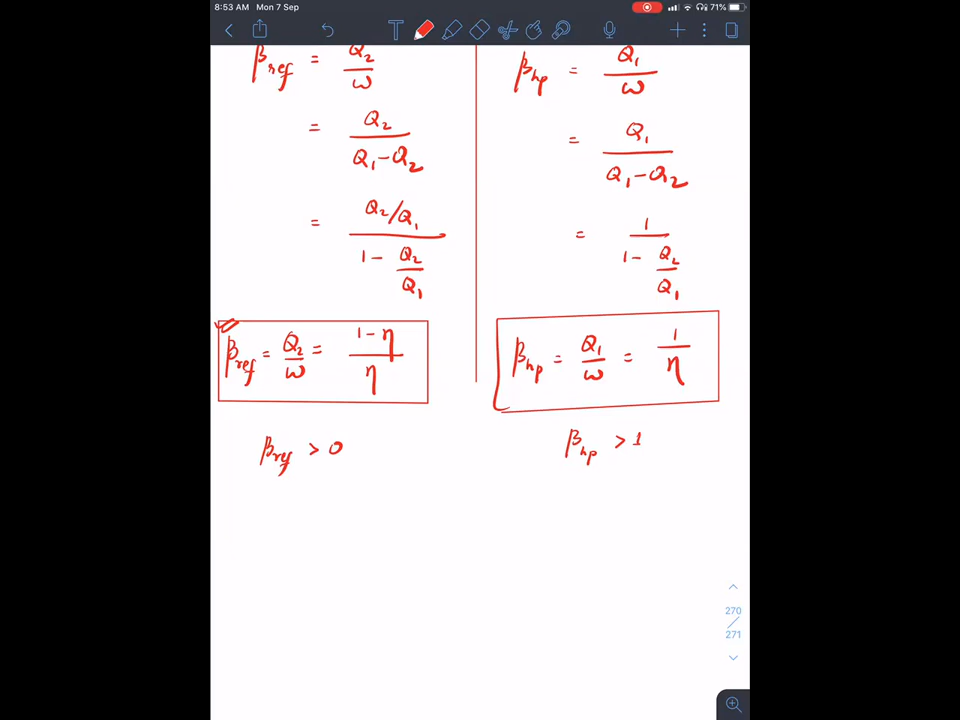 8:53 AM Mon 7 Sep 71%
T
β_ref = Q₂/W
= Q₂/(Q₁-Q₂)
= (Q₂/Q₁)/(1 - Q₂/Q₁)
β_ref = Q₂/W = (1-η)/η
β_ref > 0
β_hp = Q₁/W
= Q₁/(Q₁-Q₂)
= 1/(1 - Q₂/Q₁)
β_hp = Q₁/W = 1/η
β_hp > 1
270
/
271